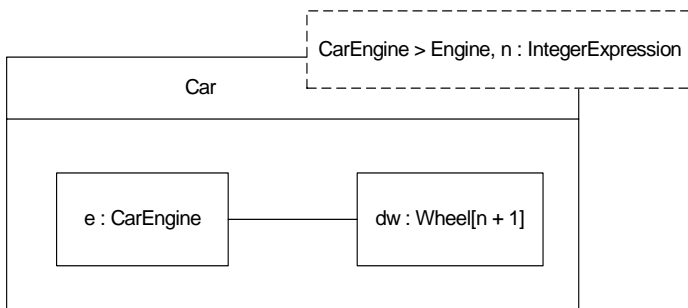 CarEngine > Engine, n : IntegerExpression
Car
e : CarEngine
dw : Wheel[n + 1]